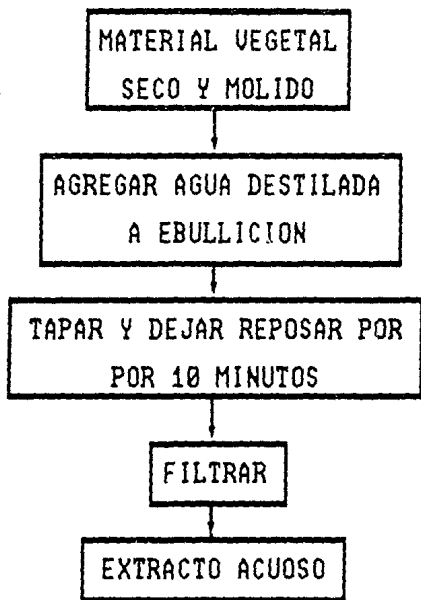 MATERIAL VEGETAL
SECO Y MOLIDO
AGREGAR AGUA DESTILADA
A EBULLICION
TAPAR Y DEJAR REPOSAR POR
POR 10 MINUTOS
FILTRAR
EXTRACTO ACUOSO